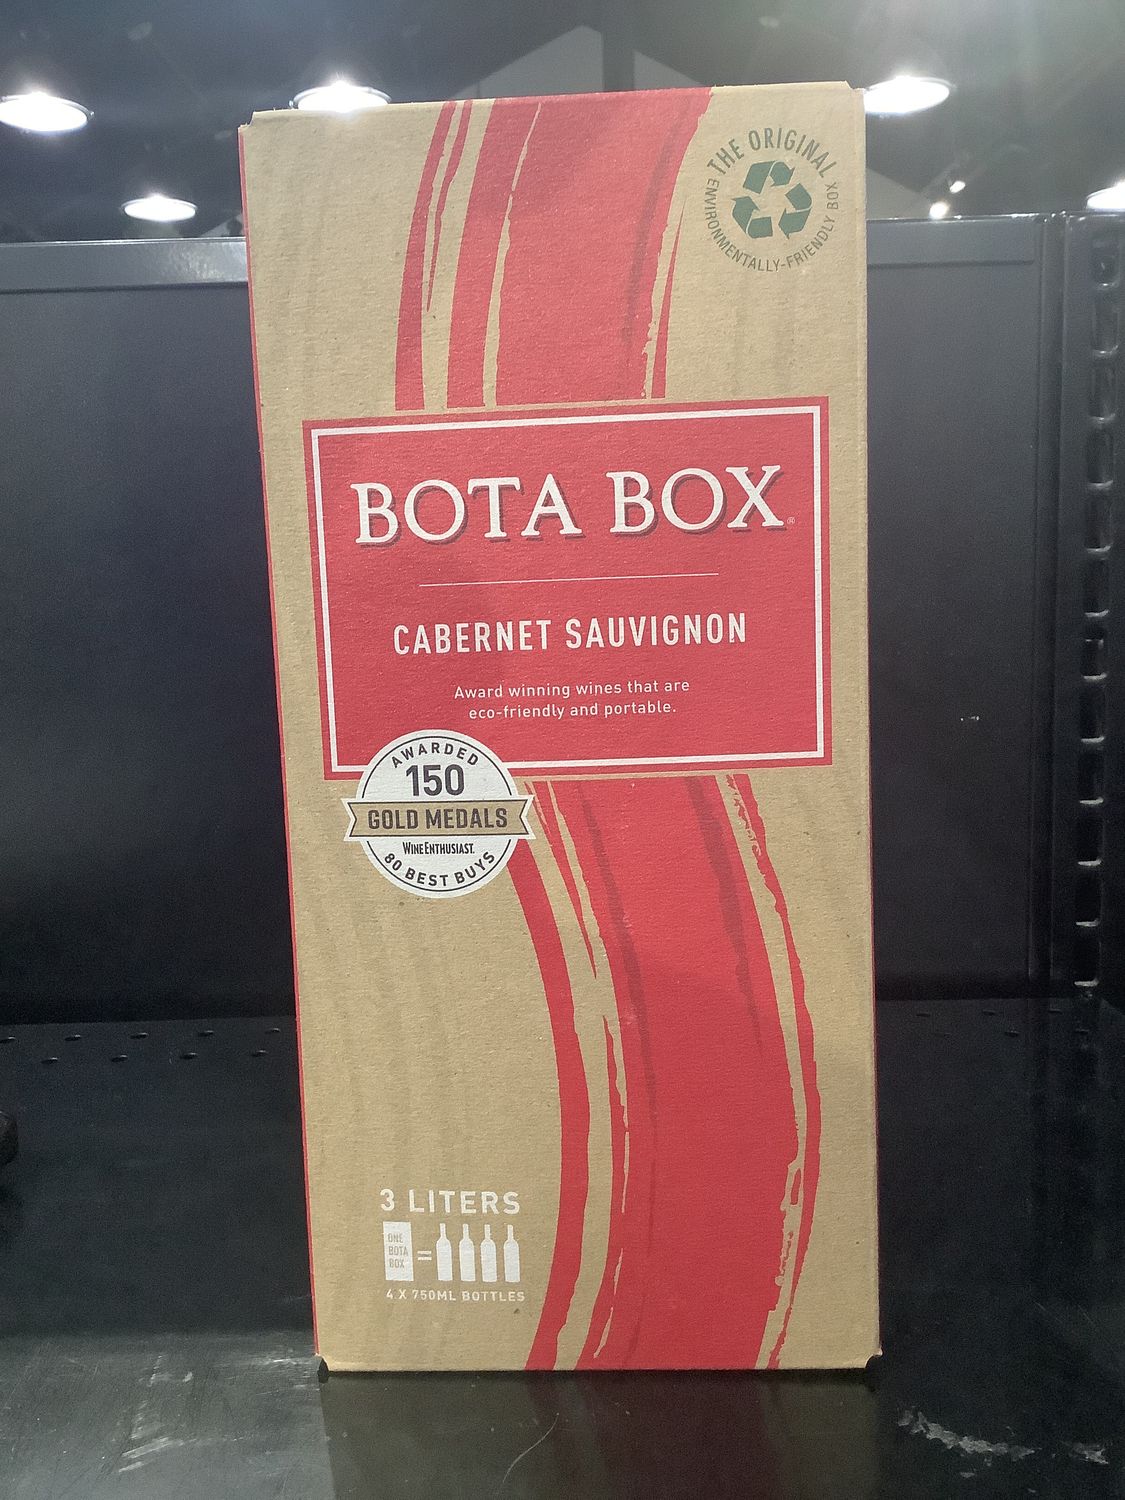 THE ORIGINAL
ENVIRONMENTALLY-FRIENDLY BOX
BOTA BOX®
CABERNET SAUVIGNON
Award winning wines that are
eco-friendly and portable.
AWARDED
150
GOLD MEDALS
WINE ENTHUSIAST.
80 BEST BUYS
3 LITERS
ONE
BOTA
BOX
=
4 X 750ML BOTTLES